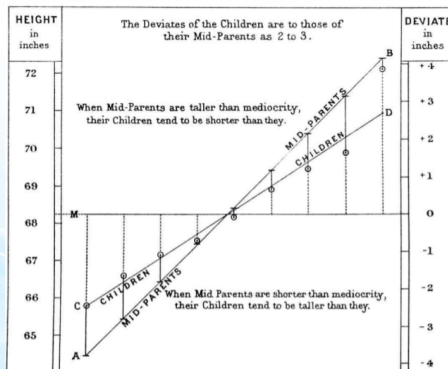 HEIGHT
in
inches
The Deviates of the Children are to those of
their Mid-Parents as 2 to 3.
DEVIATE
in
inches
B
72
+4
+3
When Mid-Parents are taller than mediocrity,
their Children tend to be shorter than they.
MID-PARENTS
71
D
70
+2
CHILDREN
69
+1
M
68
0
67
-1
66
-2
CHILDREN
MID-PARENTS
When Mid Parents are shorter than mediocrity,
their Children tend to be taller than they.
C
65
-3
A
-4